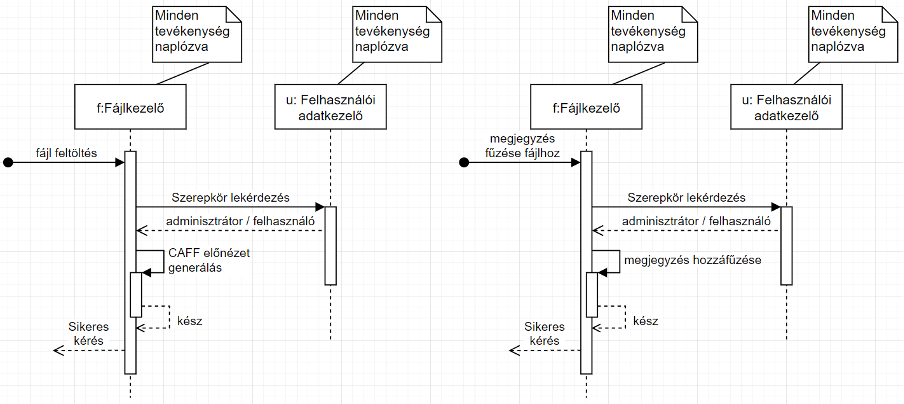 Minden
tevékenység
naplózva
Minden
tevékenység
naplózva
f:Fájlkezelő
u: Felhasználói
adatkezelő
fájl feltöltés
Szerepkör lekérdezés
adminisztrátor / felhasználó
CAFF előnézet
generálás
kész
Sikeres
kérés
Minden
tevékenység
naplózva
Minden
tevékenység
naplózva
f:Fájlkezelő
u: Felhasználói
adatkezelő
megjegyzés
fűzése fájlhoz
Szerepkör lekérdezés
adminisztrátor / felhasználó
megjegyzés hozzáfűzése
kész
Sikeres
kérés